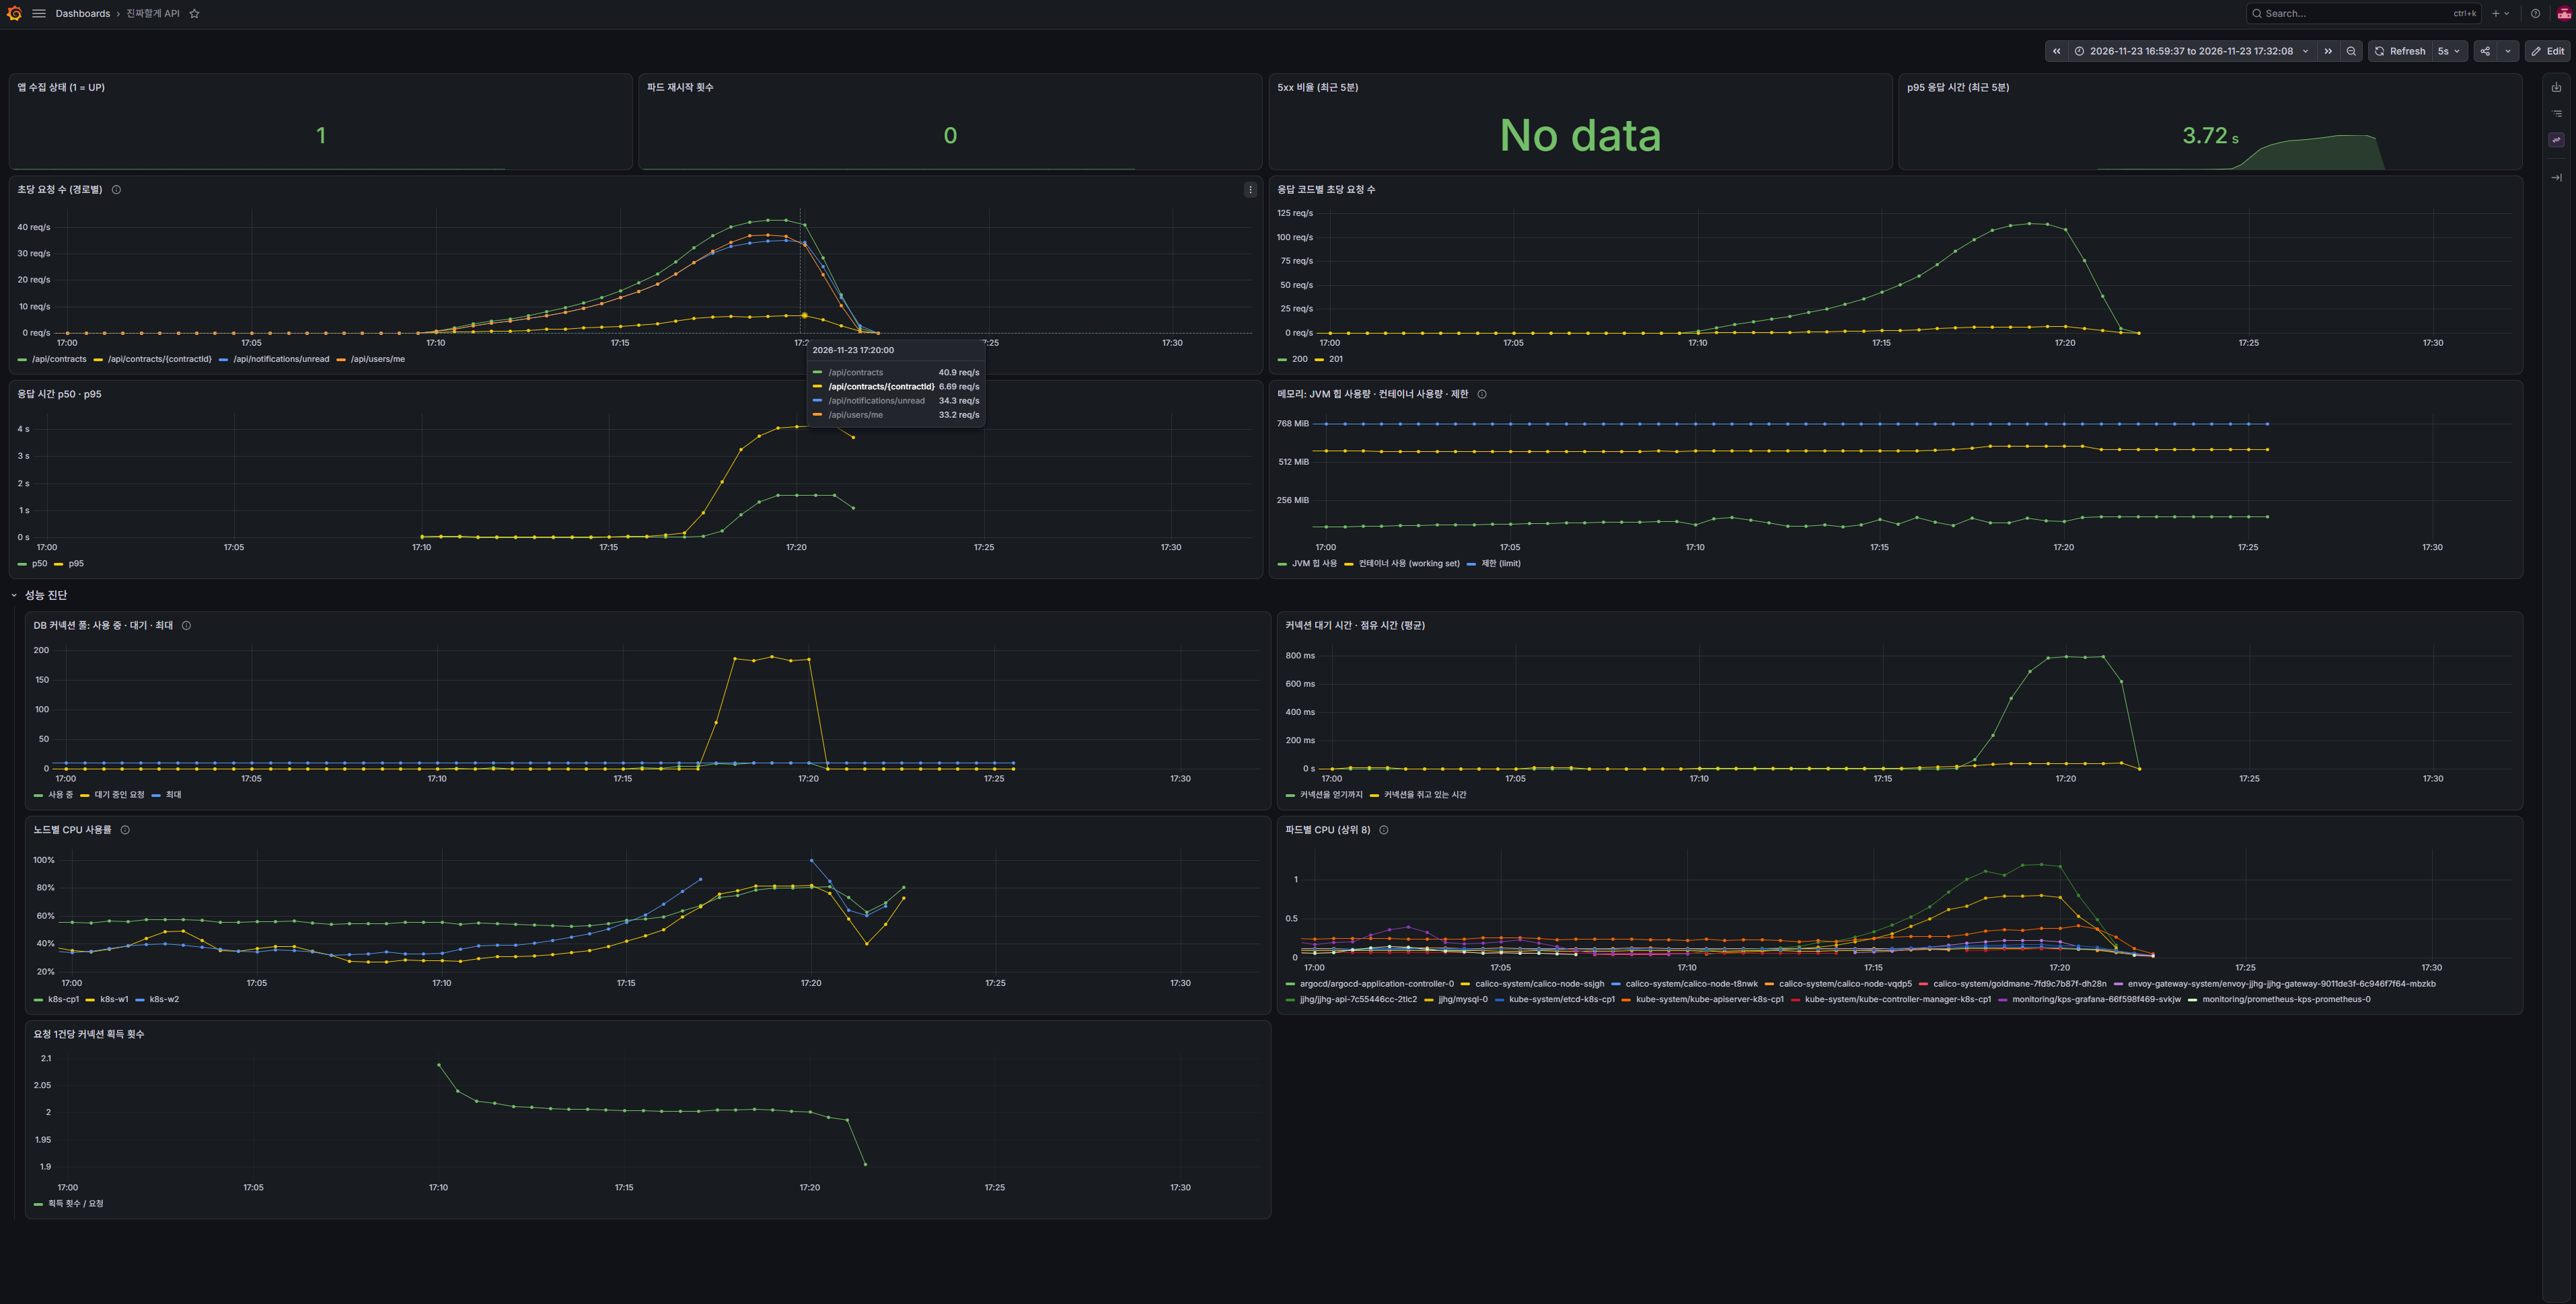 Dashboards › 진짜할게 API
Search... ctrl+k
2026-11-23 16:59:37 to 2026-11-23 17:32:08 Refresh 5s Edit
앱 수집 상태 (1 = UP)
1
파드 재시작 횟수
0
5xx 비율 (최근 5분)
No data
p95 응답 시간 (최근 5분)
3.72 s
초당 요청 수 (경로별)
40 req/s
30 req/s
20 req/s
10 req/s
0 req/s
17:00 17:05 17:10 17:15 17:2 7:25 17:30
/api/contracts /api/contracts/{contractId} /api/notifications/unread /api/users/me
2026-11-23 17:20:00
/api/contracts 40.9 req/s
/api/contracts/{contractId} 6.69 req/s
/api/notifications/unread 34.3 req/s
/api/users/me 33.2 req/s
응답 코드별 초당 요청 수
125 req/s
100 req/s
75 req/s
50 req/s
25 req/s
0 req/s
17:00 17:05 17:10 17:15 17:20 17:25 17:30
200 201
응답 시간 p50 · p95
4 s
3 s
2 s
1 s
0 s
17:00 17:05 17:10 17:15 17:20 17:25 17:30
p50 p95
메모리: JVM 힙 사용량 · 컨테이너 사용량 · 제한
768 MiB
512 MiB
256 MiB
17:00 17:05 17:10 17:15 17:20 17:25 17:30
JVM 힙 사용 컨테이너 사용 (working set) 제한 (limit)
성능 진단
DB 커넥션 풀: 사용 중 · 대기 · 최대
200
150
100
50
0
17:00 17:05 17:10 17:15 17:20 17:25 17:30
사용 중 대기 중인 요청 최대
커넥션 대기 시간 · 점유 시간 (평균)
800 ms
600 ms
400 ms
200 ms
0 s
17:00 17:05 17:10 17:15 17:20 17:25 17:30
커넥션을 얻기까지 커넥션을 쥐고 있는 시간
노드별 CPU 사용률
100%
80%
60%
40%
20%
17:00 17:05 17:10 17:15 17:20 17:25 17:30
k8s-cp1 k8s-w1 k8s-w2
파드별 CPU (상위 8)
1
0.5
0
17:00 17:05 17:10 17:15 17:20 17:25 17:30
argocd/argocd-application-controller-0 calico-system/calico-node-ssjgh calico-system/calico-node-t8nwk calico-system/calico-node-vqdp5 calico-system/goldmane-7fd9c7b87f-dh28n envoy-gateway-system/envoy-jjhg-jjhg-gateway-9011de3f-6c946f7f64-mbzkb
jjhg/jjhg-api-7c55446cc-2tlc2 jjhg/mysql-0 kube-system/etcd-k8s-cp1 kube-system/kube-apiserver-k8s-cp1 kube-system/kube-controller-manager-k8s-cp1 monitoring/kps-grafana-66f598f469-svkjw monitoring/prometheus-kps-prometheus-0
요청 1건당 커넥션 획득 횟수
2.1
2.05
2
1.95
1.9
17:00 17:05 17:10 17:15 17:20 17:25 17:30
획득 횟수 / 요청